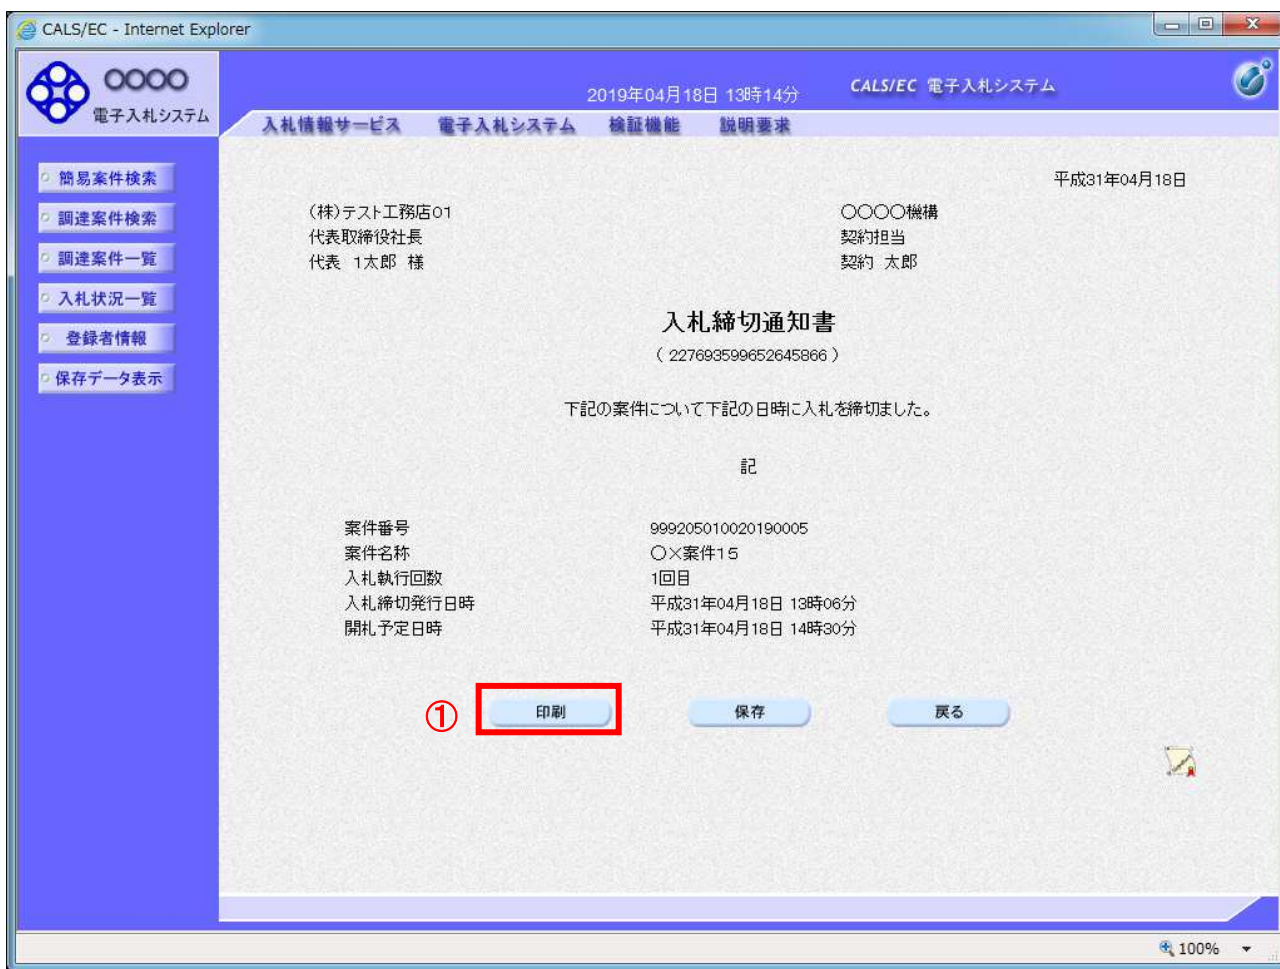 CALS/EC - Internet Explorer
〇〇〇〇
電子入札システム
2019年04月18日 13時14分
CALS/EC 電子入札システム
入札情報サービス 電子入札システム 検証機能 説明要求
簡易案件検索
調達案件検索
調達案件一覧
入札状況一覧
登録者情報
保存データ表示
平成31年04月18日
(株)テスト工務店01
代表取締役社長
代表 1太郎 様
〇〇〇〇機構
契約担当
契約 太郎
入札締切通知書
( 227693599652645866 )
下記の案件について下記の日時に入札を締切ました。
記
案件番号 999205010020190005
案件名称 〇×案件15
入札執行回数 1回目
入札締切発行日時 平成31年04月18日 13時06分
開札予定日時 平成31年04月18日 14時30分
① 印刷 保存 戻る
100%